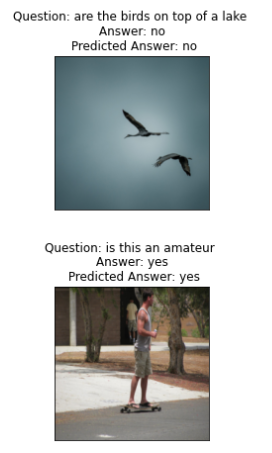 Question: are the birds on top of a lake
Answer: no
Predicted Answer: no
Question: is this an amateur
Answer: yes
Predicted Answer: yes